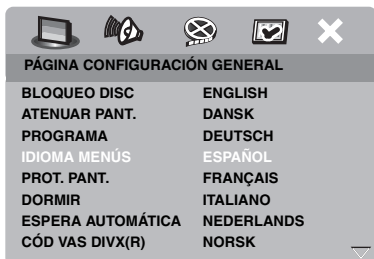 PÁGINA CONFIGURACIÓN GENERAL
BLOQUEO DISC ENGLISH
ATENUAR PANT. DANSK
PROGRAMA DEUTSCH
IDIOMA MENÚS ESPAÑOL
PROT. PANT. FRANÇAIS
DORMIR ITALIANO
ESPERA AUTOMÁTICA NEDERLANDS
CÓD VAS DIVX(R) NORSK